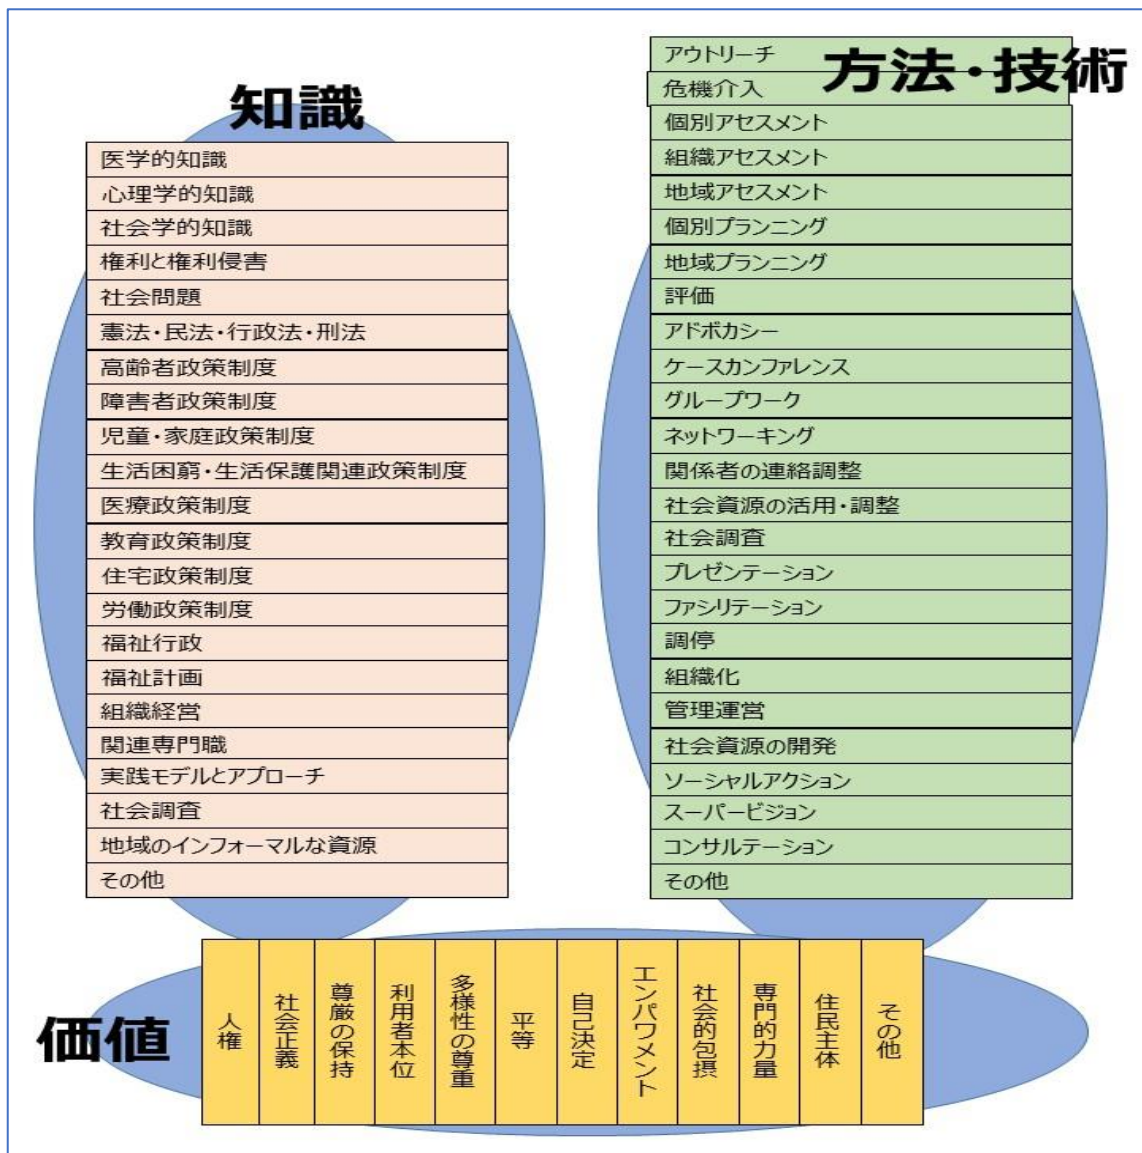 知識
医学的知識
心理学的知識
社会学的知識
権利と権利侵害
社会問題
憲法・民法・行政法・刑法
高齢者政策制度
障害者政策制度
児童・家庭政策制度
生活困窮・生活保護関連政策制度
医療政策制度
教育政策制度
住宅政策制度
労働政策制度
福祉行政
福祉計画
組織経営
関連専門職
実践モデルとアプローチ
社会調査
地域のインフォーマルな資源
その他
方法・技術
アウトリーチ
危機介入
個別アセスメント
組織アセスメント
地域アセスメント
個別プランニング
地域プランニング
評価
アドボカシー
ケースカンファレンス
グループワーク
ネットワーキング
関係者の連絡調整
社会資源の活用・調整
社会調査
プレゼンテーション
ファシリテーション
調停
組織化
管理運営
社会資源の開発
ソーシャルアクション
スーパービジョン
コンサルテーション
その他
価値
人権
社会正義
尊厳の保持
利用者本位
多様性の尊重
平等
自己決定
エンパワメント
社会的包摂
専門的力量
住民主体
その他